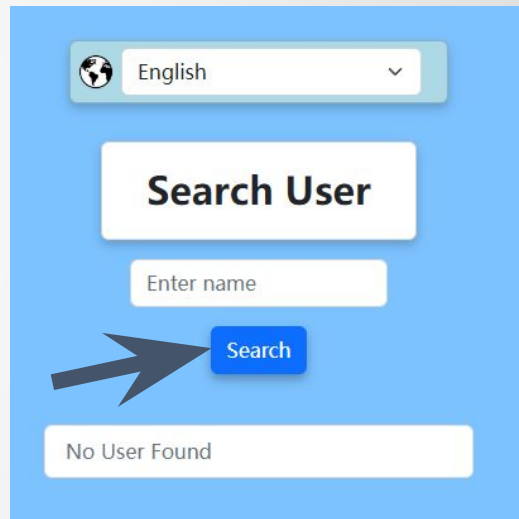 English
Search User
Enter name
Search
No User Found